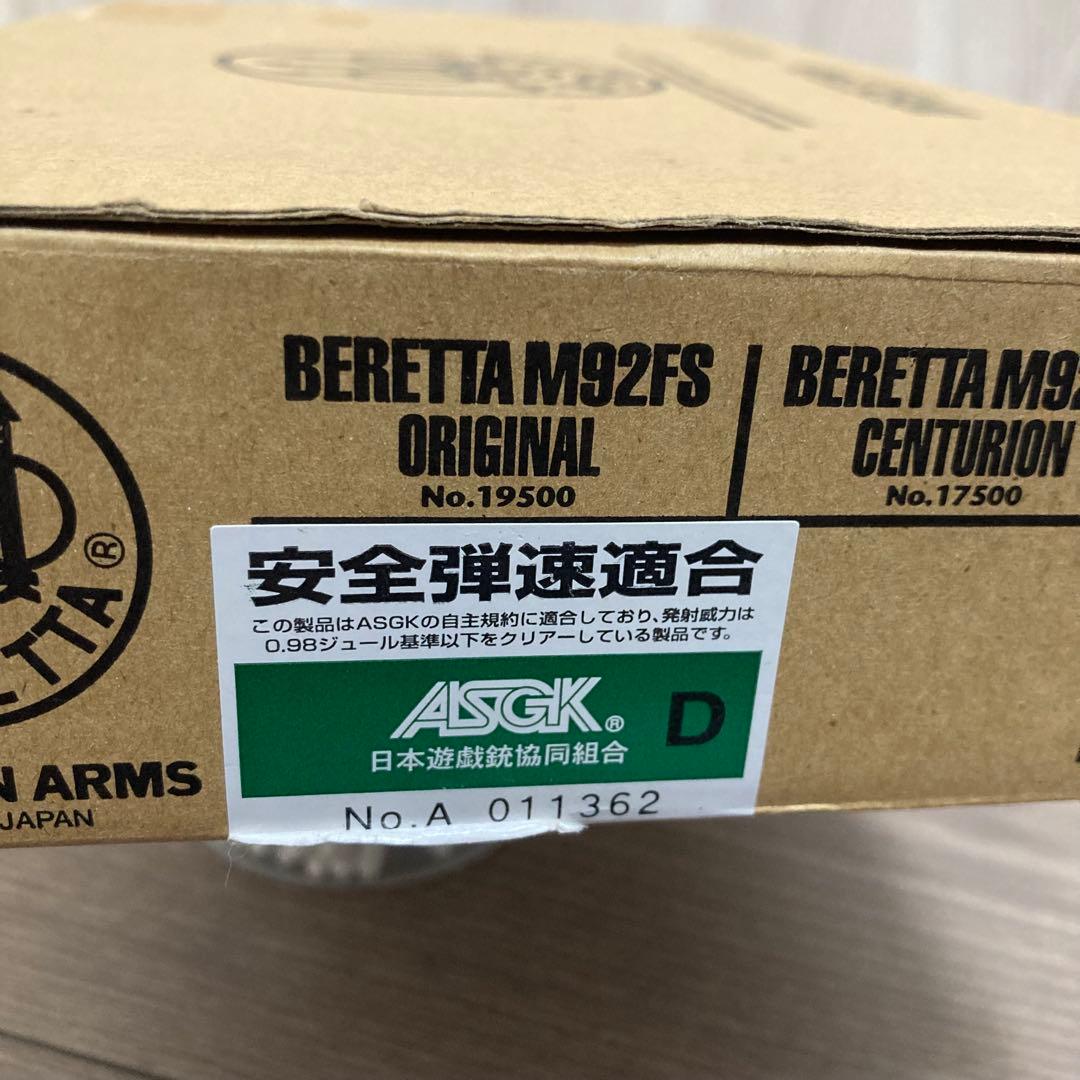 BERETTA M92FS
ORIGINAL
No.19500
BERETTA M92
CENTURION
No.17500
ETTA®
N ARMS
JAPAN
安全弾速適合
この製品はASGKの自主規約に適合しており、発射威力は
0.98ジュール基準以下をクリアーしている製品です。
ASGK® D
日本遊戯銃協同組合
No.A 011362